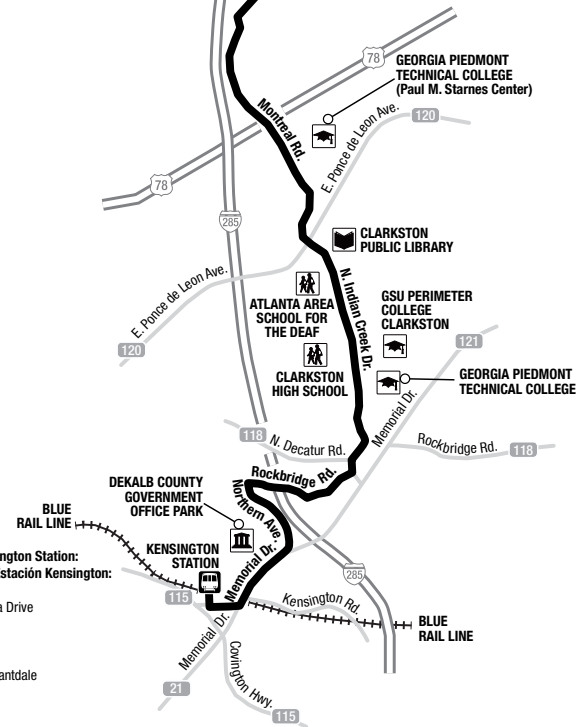 78
GEORGIA PIEDMONT
TECHNICAL COLLEGE
(Paul M. Starnes Center)
Montreal Rd.
120
E. Ponce de Leon Ave.
78
285
CLARKSTON
PUBLIC LIBRARY
E. Ponce de Leon Ave.
120
ATLANTA AREA
SCHOOL FOR
THE DEAF
N. Indian Creek Dr.
GSU PERIMETER
COLLEGE
CLARKSTON
121
CLARKSTON
HIGH SCHOOL
GEORGIA PIEDMONT
TECHNICAL COLLEGE
Memorial Dr.
118
N. Decatur Rd.
Rockbridge Rd.
118
Rockbridge Rd.
DEKALB COUNTY
GOVERNMENT
OFFICE PARK
Northern Ave.
BLUE
RAIL LINE
ngton Station:
Estación Kensington:
KENSINGTON
STATION
Memorial Dr.
285
115
Kensington Rd.
a Drive
BLUE
RAIL LINE
Memorial Dr.
antdale
21
Covington Hwy.
115